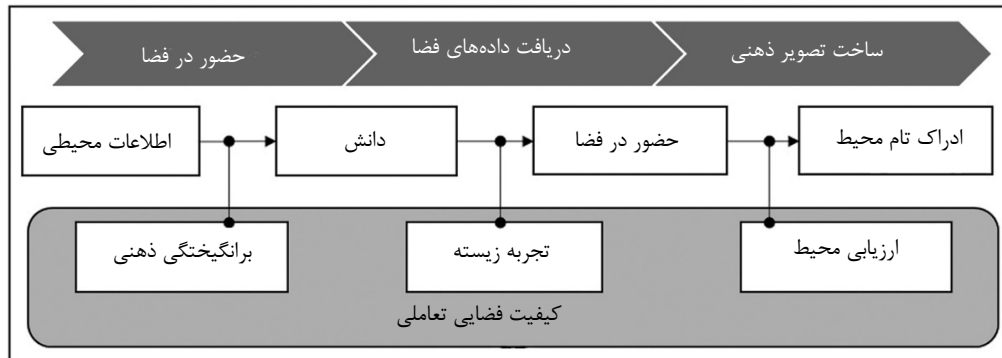 حضور در فضا
دریافت داده‌های فضا
ساخت تصویر ذهنی
اطلاعات محیطی
دانش
حضور در فضا
ادراک تام محیط
برانگیختگی ذهنی
تجربه زیسته
ارزیابی محیط
کیفیت فضایی تعاملی